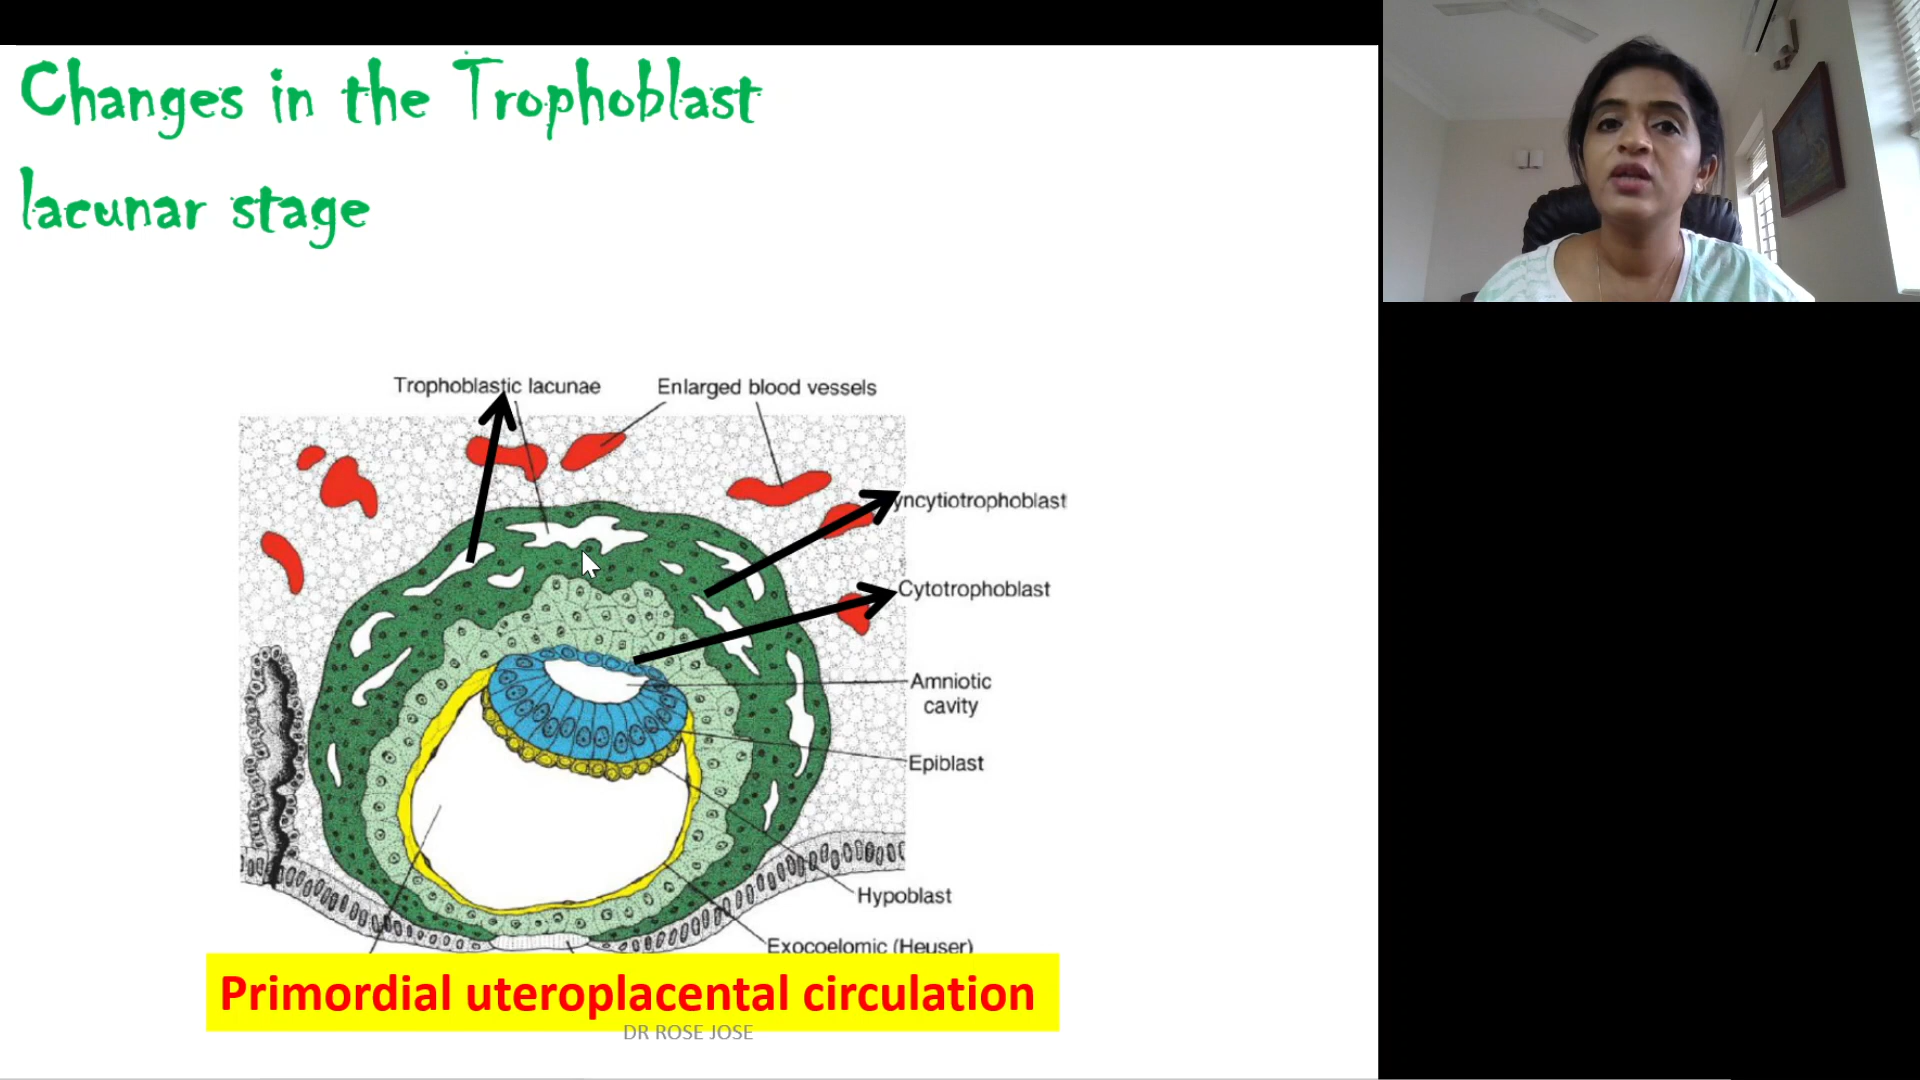 Changes in the Trophoblast
lacunar stage
Trophoblastic lacunae
Enlarged blood vessels
yncytiotrophoblast
Cytotrophoblast
Amniotic
cavity
Epiblast
Hypoblast
Exocoelomic (Heuser)
Primordial uteroplacental circulation
DR ROSE JOSE